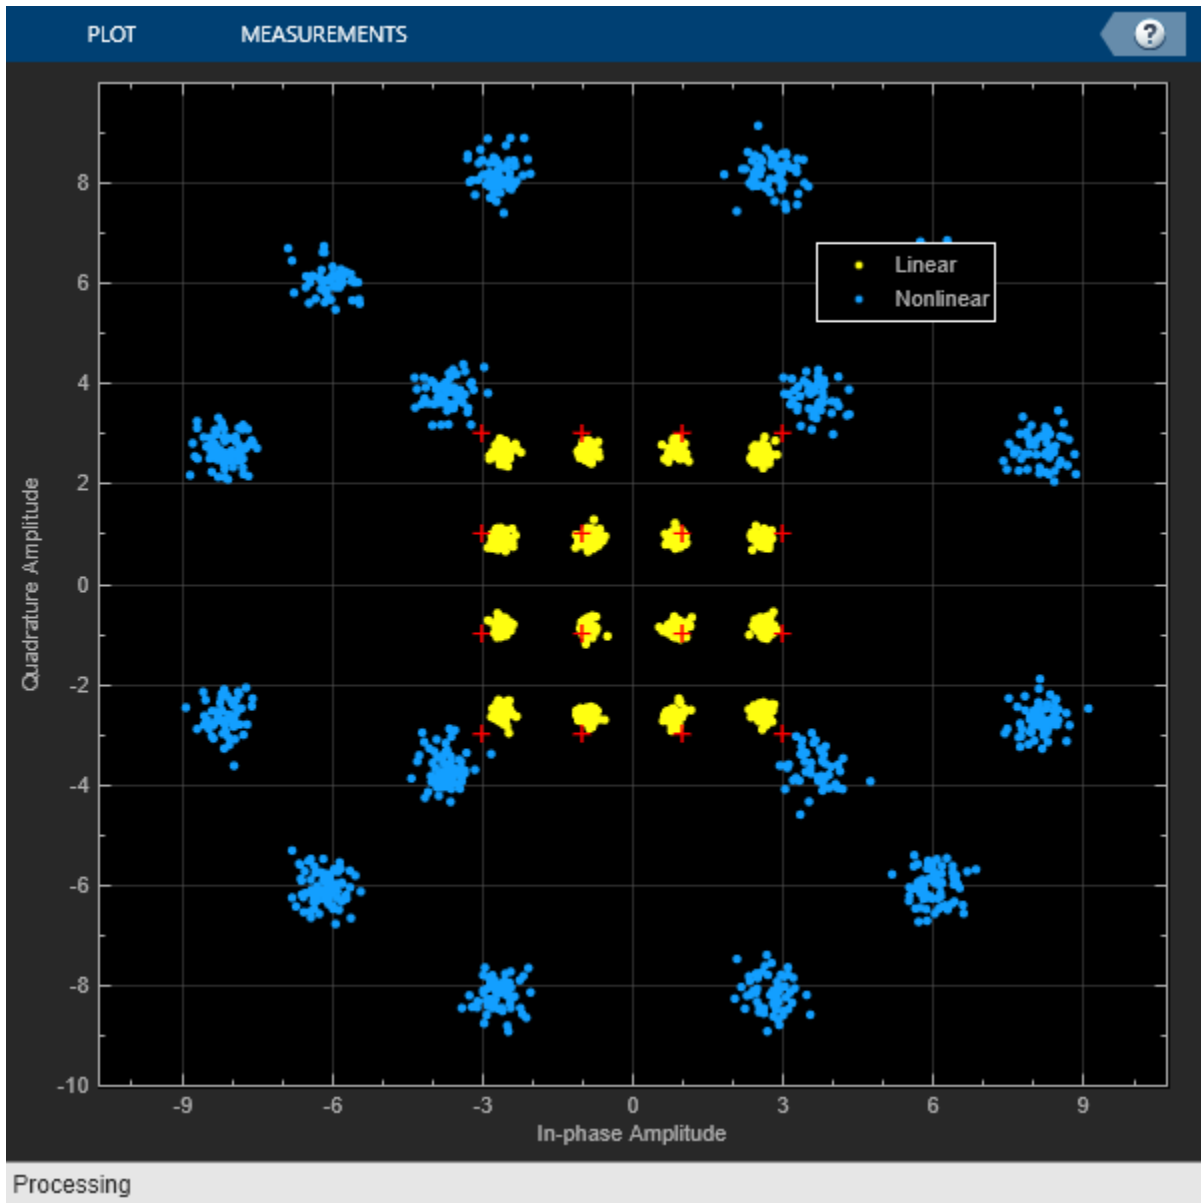 PLOT MEASUREMENTS ?
8
6
4
2
0
-2
-4
-6
-8
-10
Quadrature Amplitude
Linear
Nonlinear
-9 -6 -3 0 3 6 9
In-phase Amplitude
Processing